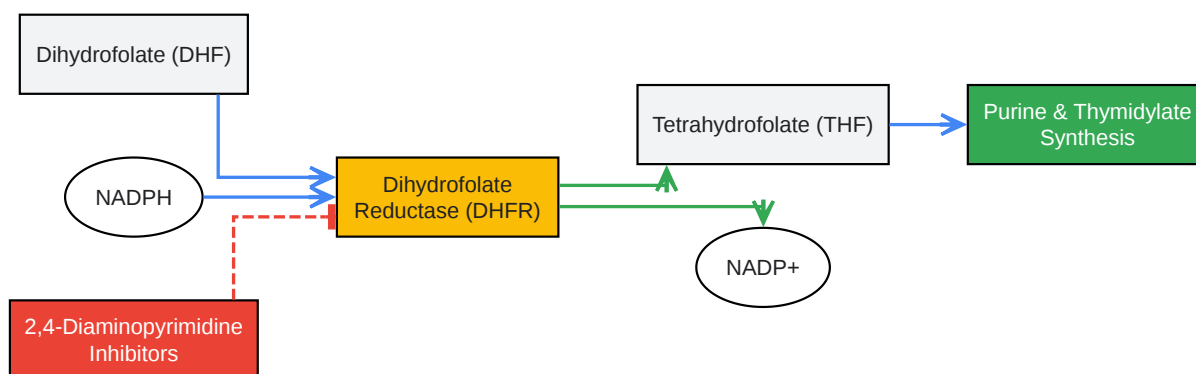 Dihydrofolate (DHF)
NADPH
2,4-Diaminopyrimidine
Inhibitors
Dihydrofolate
Reductase (DHFR)
Tetrahydrofolate (THF)
NADP+
Purine & Thymidylate
Synthesis